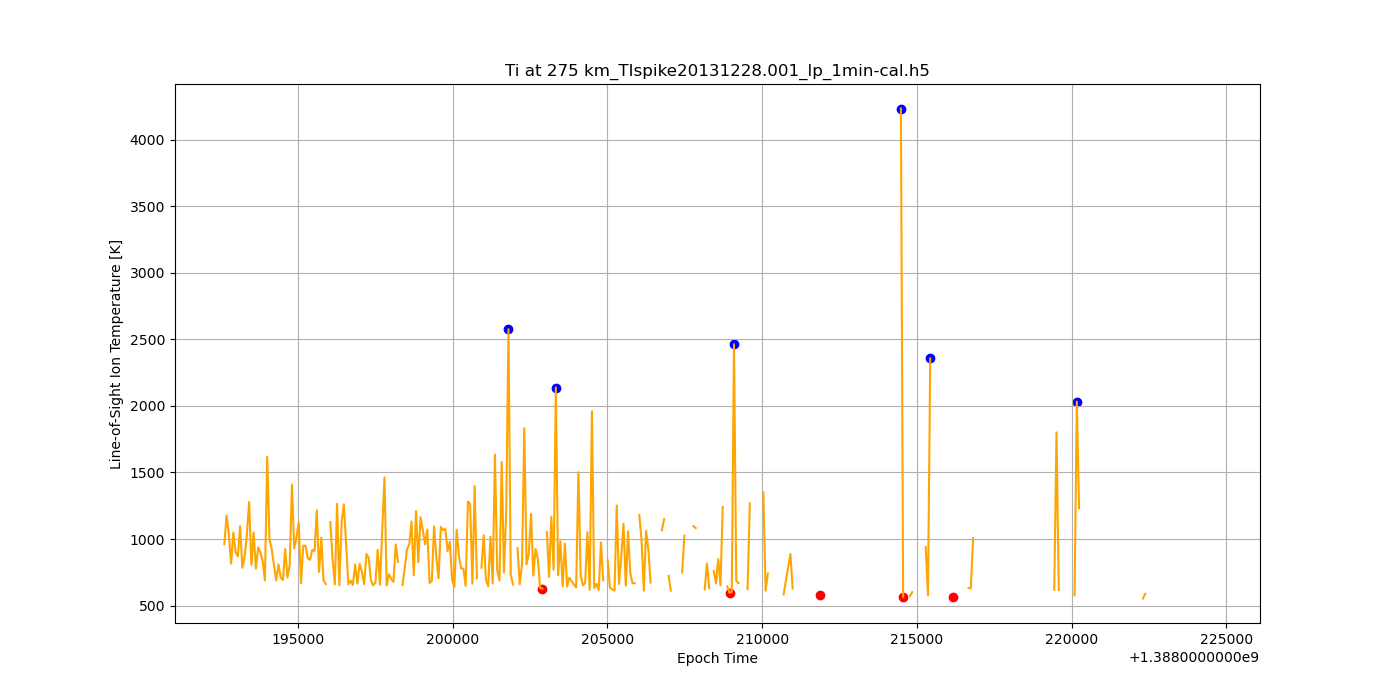 Ti at 275 km_TIspike20131228.001_lp_1min-cal.h5
Line-of-Sight Ion Temperature [K]
4000
3500
3000
2500
2000
1500
1000
500
195000 200000 205000 210000 215000 220000 225000
Epoch Time
+1.3880000000e9